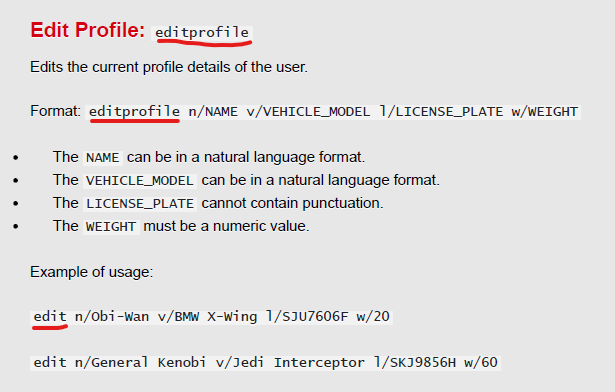 Edit Profile: editprofile
Edits the current profile details of the user.
Format: editprofile n/NAME v/VEHICLE_MODEL l/LICENSE_PLATE w/WEIGHT
• The NAME can be in a natural language format.
• The VEHICLE_MODEL can be in a natural language format.
• The LICENSE_PLATE cannot contain punctuation.
• The WEIGHT must be a numeric value.
Example of usage:
edit n/Obi-Wan v/BMW X-Wing l/SJU7606F w/20
edit n/General Kenobi v/Jedi Interceptor l/SKJ9856H w/60